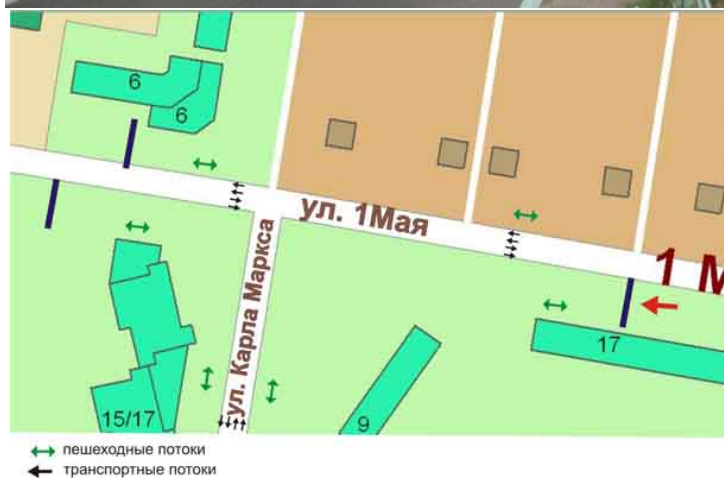 6
6
ул. 1Мая
1 М
ул. Карла Маркса
17
15/17
9
пешеходные потоки
транспортные потоки